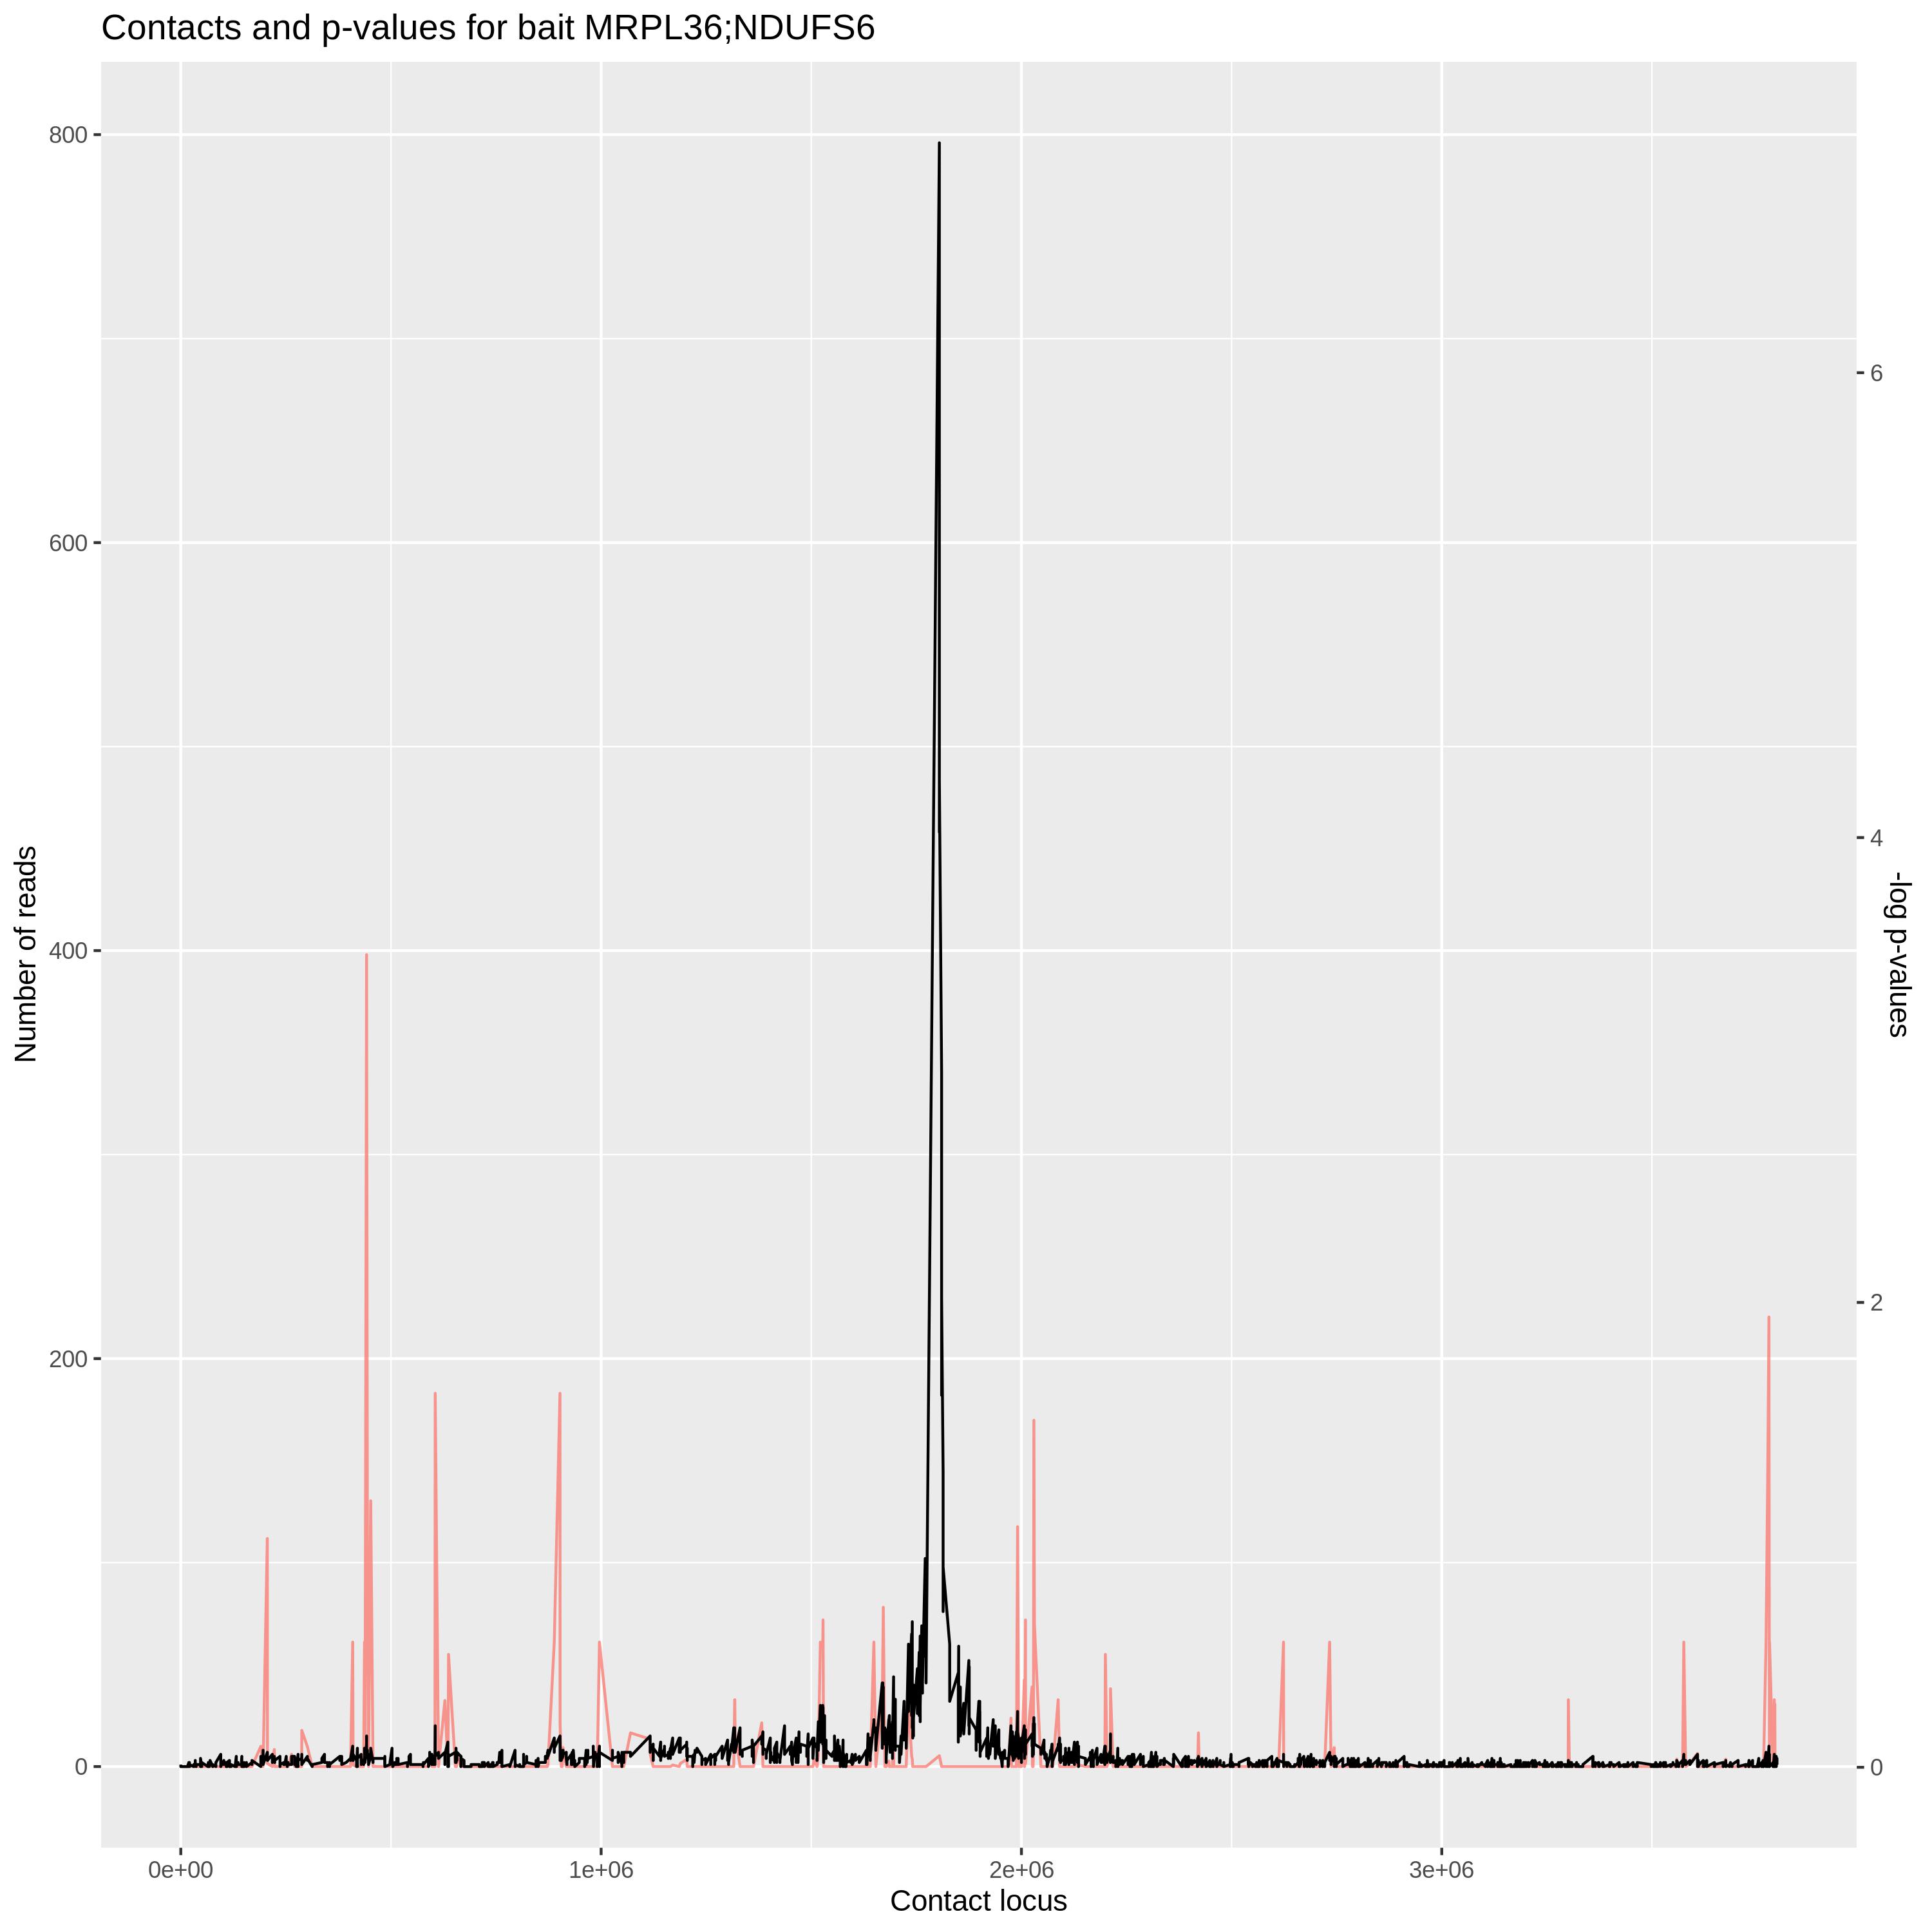 Contacts and p-values for bait MRPL36;NDUFS6
800
600
400
200
0
Number of reads
6
4
2
0
-log p-values
0e+00 1e+06 2e+06 3e+06
Contact locus